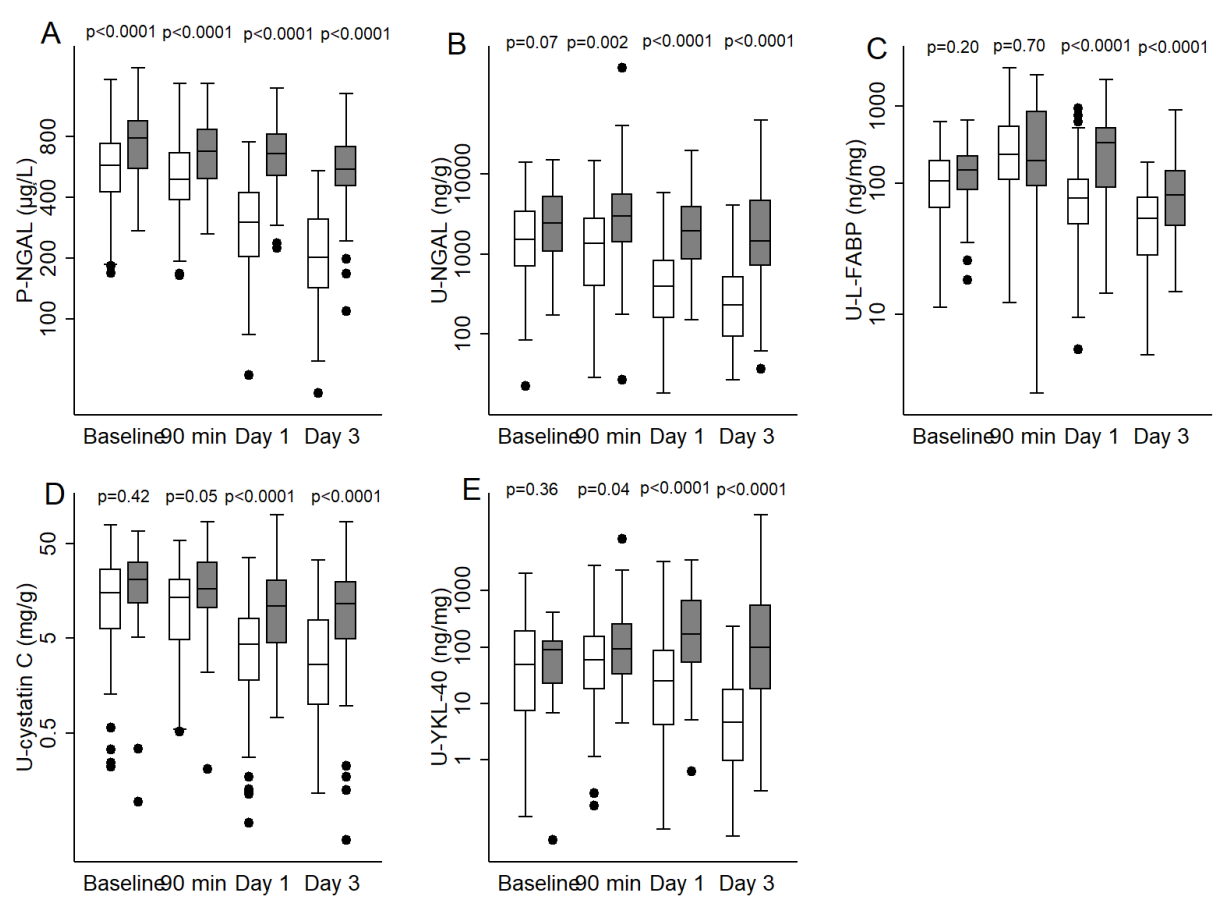 A
p<0.0001 p<0.0001 p<0.0001 p<0.0001
P-NGAL (µg/L)
800
400
200
100
Baseline 90 min Day 1 Day 3
B
p=0.07 p=0.002 p<0.0001 p<0.0001
U-NGAL (ng/g)
10000
1000
100
Baseline 90 min Day 1 Day 3
C
p=0.20 p=0.70 p<0.0001 p<0.0001
U-L-FABP (ng/mg)
1000
100
10
Baseline 90 min Day 1 Day 3
D
p=0.42 p=0.05 p<0.0001 p<0.0001
U-cystatin C (mg/g)
50
5
0.5
Baseline 90 min Day 1 Day 3
E
p=0.36 p=0.04 p<0.0001 p<0.0001
U-YKL-40 (ng/mg)
1000
100
10
1
Baseline 90 min Day 1 Day 3